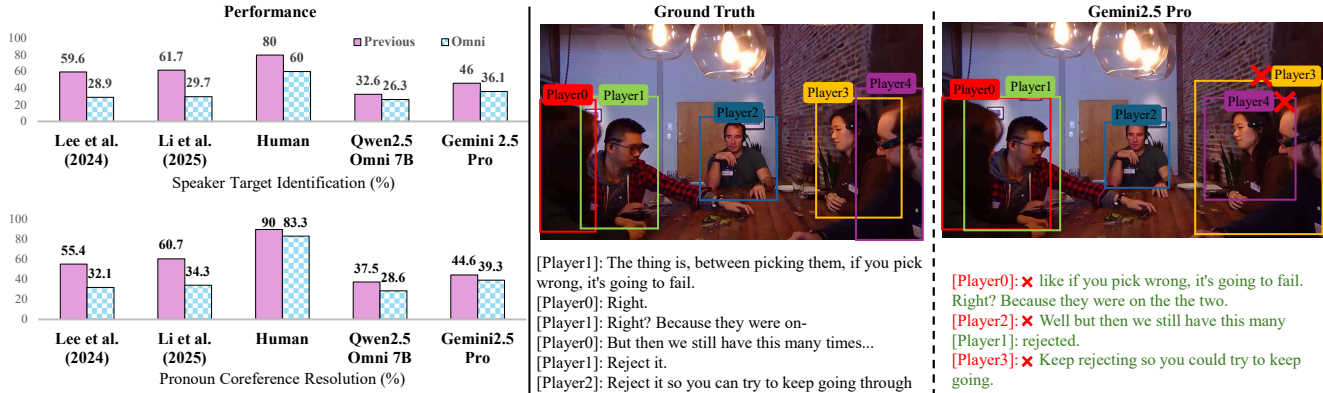 Performance
Previous Omni
100
80
60
40
20
0
59.6 28.9 61.7 29.7 80 60 32.6 26.3 46 36.1
Lee et al. Li et al. Human Qwen2.5 Gemini 2.5
(2024) (2025) Omni 7B Pro
Speaker Target Identification (%)
100
80
60
40
20
0
55.4 32.1 60.7 34.3 90 83.3 37.5 28.6 44.6 39.3
Lee et al. Li et al. Human Qwen2.5 Gemini2.5
(2024) (2025) Omni 7B Pro
Pronoun Coreference Resolution (%)
Ground Truth
Player0 Player1 Player2 Player3 Player4
[Player1]: The thing is, between picking them, if you pick
wrong, it's going to fail.
[Player0]: Right.
[Player1]: Right? Because they were on-
[Player0]: But then we still have this many times...
[Player1]: Reject it.
[Player2]: Reject it so you can try to keep going through
Gemini2.5 Pro
Player0 Player1 Player2 Player3 Player4
[Player0]: ✕ like if you pick wrong, it's going to fail.
Right? Because they were on the the two.
[Player2]: ✕ Well but then we still have this many
[Player1]: rejected.
[Player3]: ✕ Keep rejecting so you could try to keep
going.